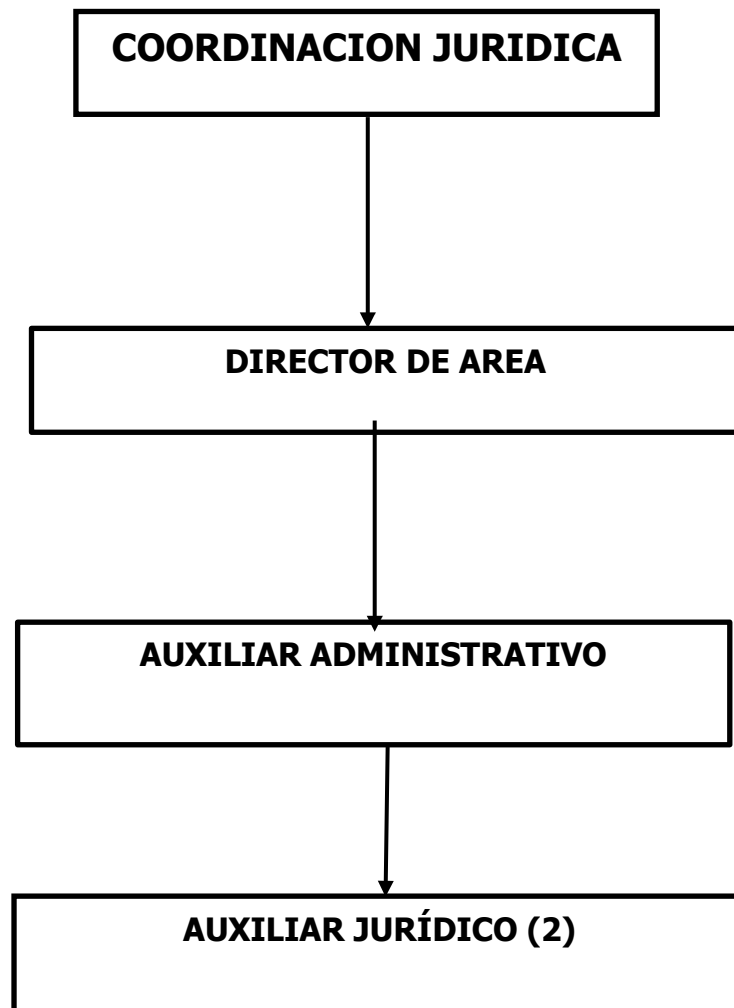 COORDINACION JURIDICA
DIRECTOR DE AREA
AUXILIAR ADMINISTRATIVO
AUXILIAR JURÍDICO (2)